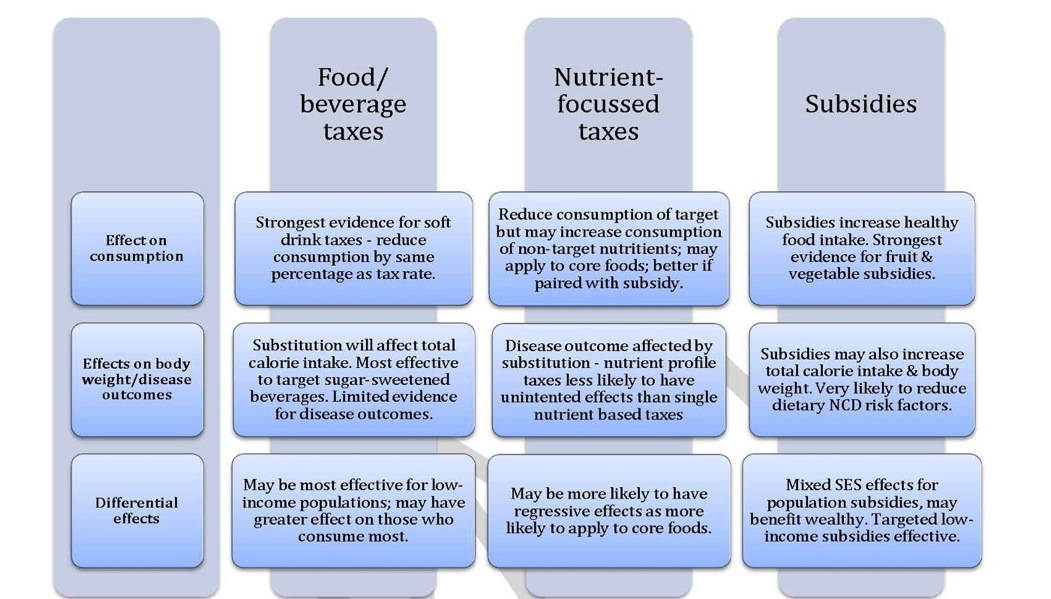 Food/
beverage
taxes
Nutrient-
focussed
taxes
Subsidies
Effect on
consumption
Strongest evidence for soft
drink taxes - reduce
consumption by same
percentage as tax rate.
Reduce consumption of target
but may increase consumption
of non-target nutritients; may
apply to core foods; better if
paired with subsidy.
Subsidies increase healthy
food intake. Strongest
evidence for fruit &
vegetable subsidies.
Effects on body
weight/disease
outcomes
Substitution will affect total
calorie intake. Most effective
to target sugar-sweetened
beverages. Limited evidence
for disease outcomes.
Disease outcome affected by
substitution - nutrient profile
taxes less likely to have
unintented effects than single
nutrient based taxes
Subsidies may also increase
total calorie intake & body
weight. Very likely to reduce
dietary NCD risk factors.
Differential
effects
May be most effective for low-
income populations; may have
greater effect on those who
consume most.
May be more likely to have
regressive effects as more
likely to apply to core foods.
Mixed SES effects for
population subsidies, may
benefit wealthy. Targeted low-
income subsidies effective.